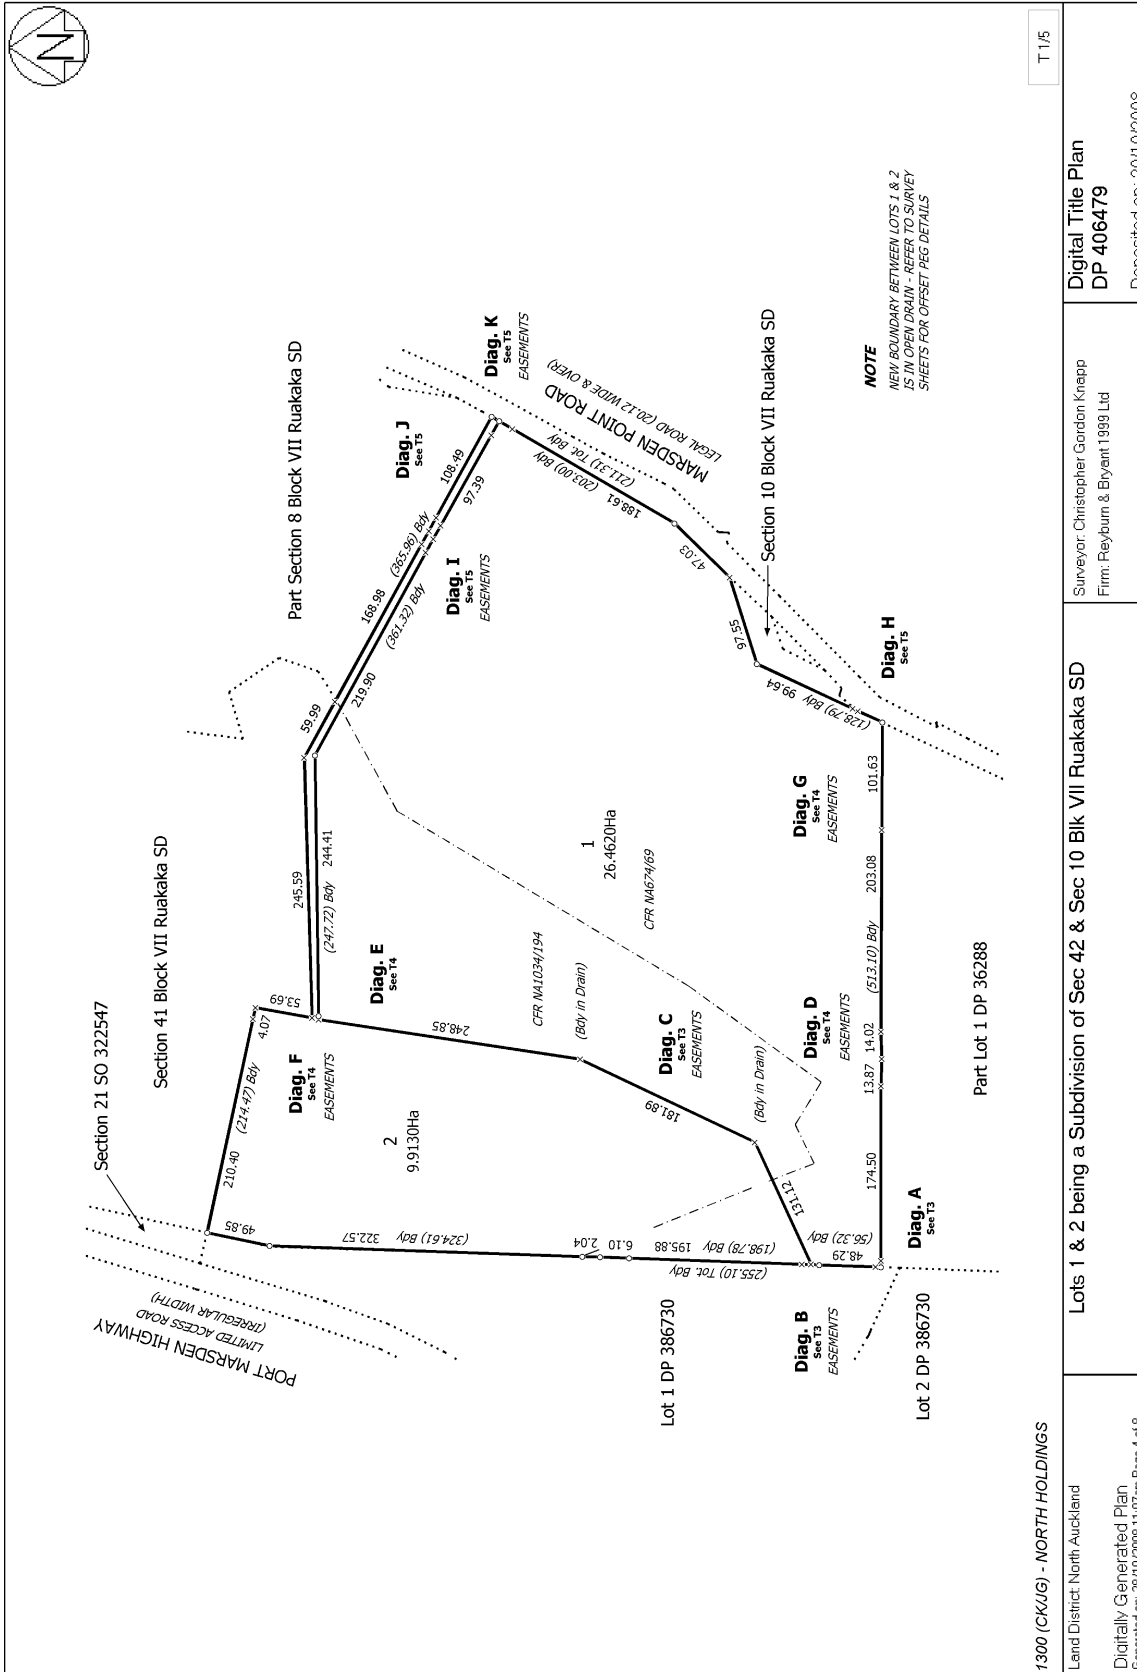 N
T 1/5
Section 21 SO 322547
Section 41 Block VII Ruakaka SD
Part Section 8 Block VII Ruakaka SD
PORT MARSDEN HIGHWAY
LIMITED ACCESS ROAD
(IRREGULAR WIDTH)
49.85
210.40
(214.47) Bdy
4.07
53.69
245.59
244.41
(247.72) Bdy
59.99
219.90
168.98
(361.32) Bdy
(365.96) Bdy
108.49
97.39
Diag. J
See T5
Diag. K
See T5
EASEMENTS
Diag. I
See T5
EASEMENTS
MARSDEN POINT ROAD
LEGAL ROAD (20.12 WIDE & OVER)
(211.31) Tot. Bdy
(203.00) Bdy
188.61
47.03
97.55
99.64
(128.79) Bdy
Section 10 Block VII Ruakaka SD
Diag. H
See T5
NOTE
NEW BOUNDARY BETWEEN LOTS 1 & 2
IS IN OPEN DRAIN - REFER TO SURVEY
SHEETS FOR OFFSET PEG DETAILS
Diag. F
See T4
EASEMENTS
Diag. E
See T4
2
9.9130Ha
1
26.4620Ha
CFR NA1034/194
CFR NA674/69
248.85
(Bdy in Drain)
181.89
(Bdy in Drain)
131.12
Diag. C
See T3
EASEMENTS
Diag. D
See T4
EASEMENTS
Diag. G
See T4
EASEMENTS
322.57
(324.61) Bdy
2.04
6.10
195.88
(198.78) Bdy
(255.10) Tot. Bdy
(56.32) Bdy
48.29
174.50
13.87
14.02
(513.10) Bdy
203.08
101.63
Diag. A
See T3
Diag. B
See T3
EASEMENTS
Lot 1 DP 386730
Lot 2 DP 386730
Part Lot 1 DP 36288
1300 (CK/JG) - NORTH HOLDINGS
Land District: North Auckland
Digitally Generated Plan
Lots 1 & 2 being a Subdivision of Sec 42 & Sec 10 Blk VII Ruakaka SD
Surveyor: Christopher Gordon Knapp
Firm: Reyburn & Bryant 1999 Ltd
Digital Title Plan
DP 406479